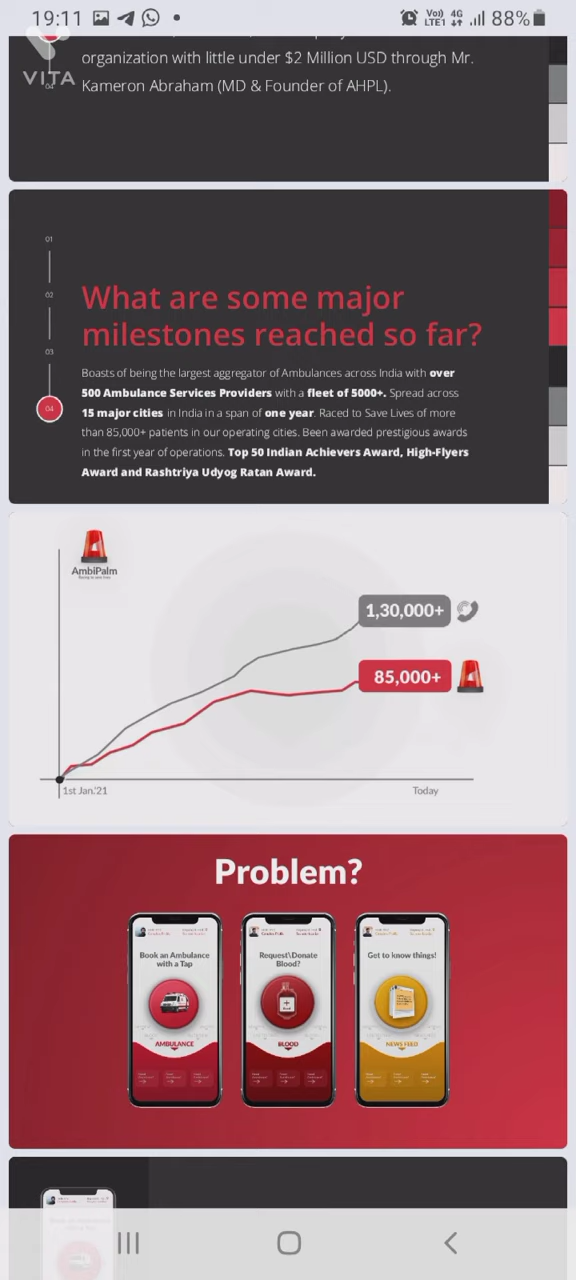 19:11
Vo)) 4G
LTE1
88%
VITA
04
organization with little under $2 Million USD through Mr.
Kameron Abraham (MD & Founder of AHPL).
01
02
03
04
What are some major
milestones reached so far?
Boasts of being the largest aggregator of Ambulances across India with over
500 Ambulance Services Providers with a fleet of 5000+. Spread across
15 major cities in India in a span of one year. Raced to Save Lives of more
than 85,000+ patients in our operating cities. Been awarded prestigious awards
in the first year of operations. Top 50 Indian Achievers Award, High-Flyers
Award and Rashtriya Udyog Ratan Award.
AmbiPalm
1,30,000+
85,000+
1st Jan.'21
Today
Problem?
Book an Ambulance
with a Tap
AMBULANCE
Request\Donate
Blood?
BLOOD
Get to know things!
NEWS FEED